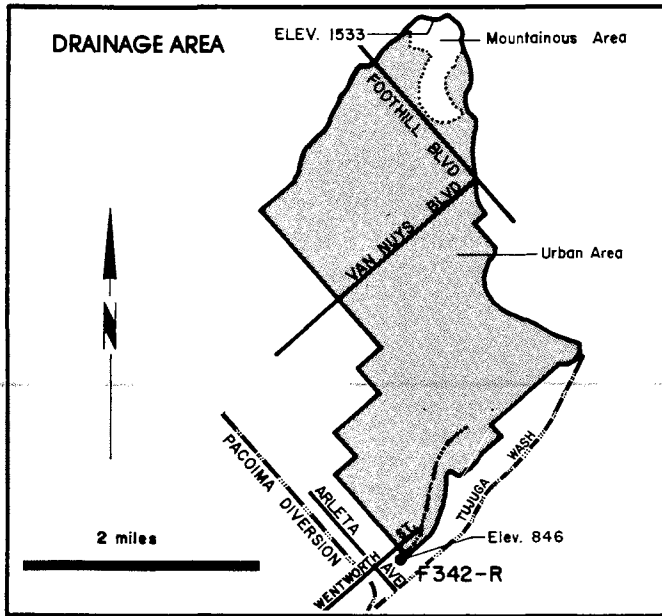 DRAINAGE AREA
ELEV. 1533
Mountainous Area
FOOTHILL BLVD
VAN NUYS BLVD
Urban Area
N
PACOIMA DIVERSION
ARLETA AVE
TUJUGA WASH
WENTWORTH ST.
Elev. 846
F342-R
2 miles